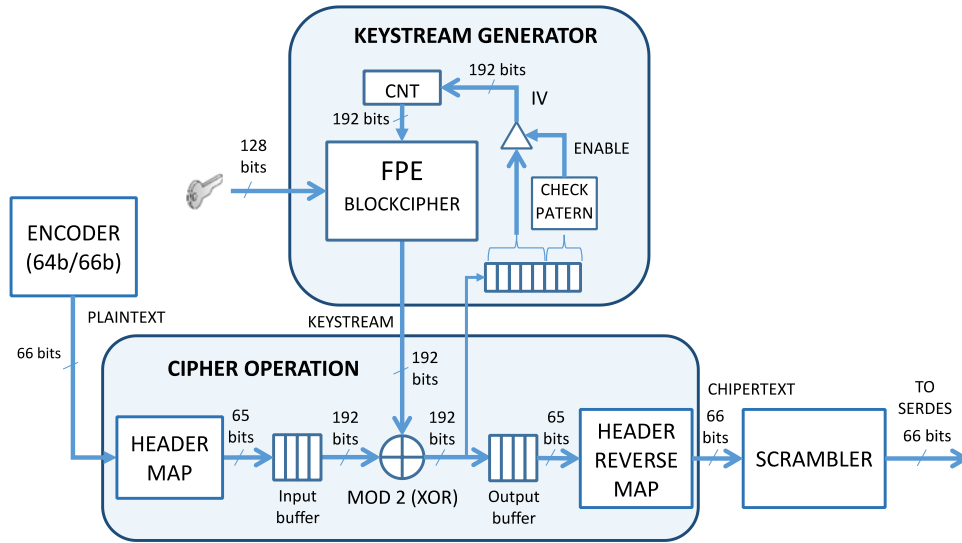 KEYSTREAM GENERATOR
192 bits
CNT
IV
192 bits
128
bits
FPE
BLOCKCIPHER
ENABLE
CHECK
PATERN
ENCODER
(64b/66b)
PLAINTEXT
KEYSTREAM
66 bits
CIPHER OPERATION
192
bits
CHIPERTEXT
TO
SERDES
65
bits
192
bits
192
bits
65
bits
66
bits
66 bits
HEADER
MAP
HEADER
REVERSE
MAP
SCRAMBLER
Input
buffer
MOD 2 (XOR)
Output
buffer